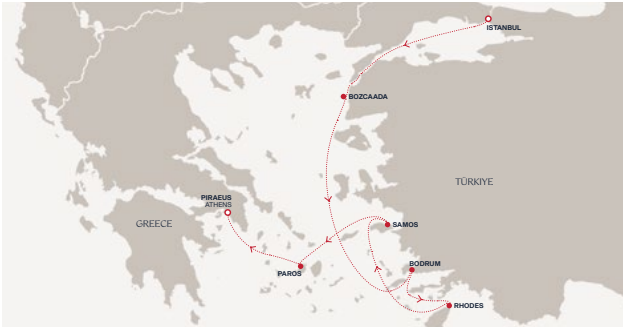 ISTANBUL
BOZCAADA
TÜRKIYE
PIRAEUS
ATHENS
GREECE
SAMOS
BODRUM
PAROS
RHODES